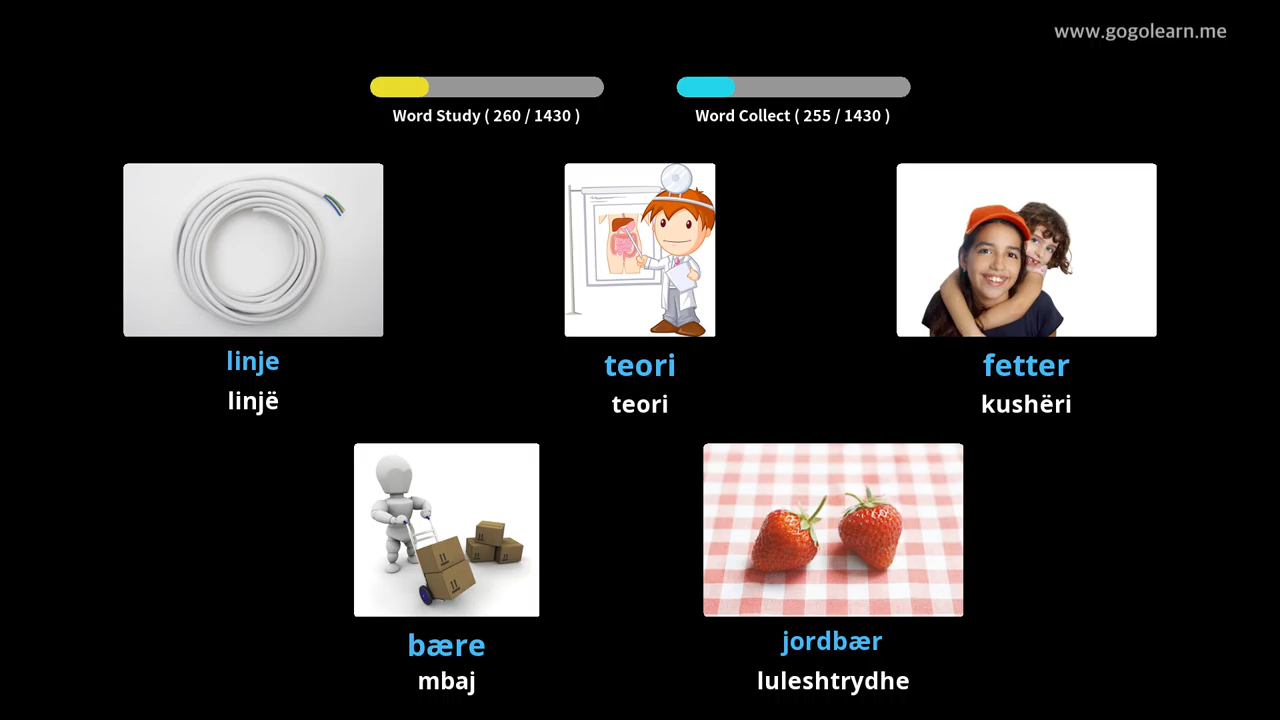 www.gogolearn.me
Word Study ( 260 / 1430 )
Word Collect ( 255 / 1430 )
linje
linjë
teori
teori
fetter
kushëri
bære
mbaj
jordbær
luleshtrydhe